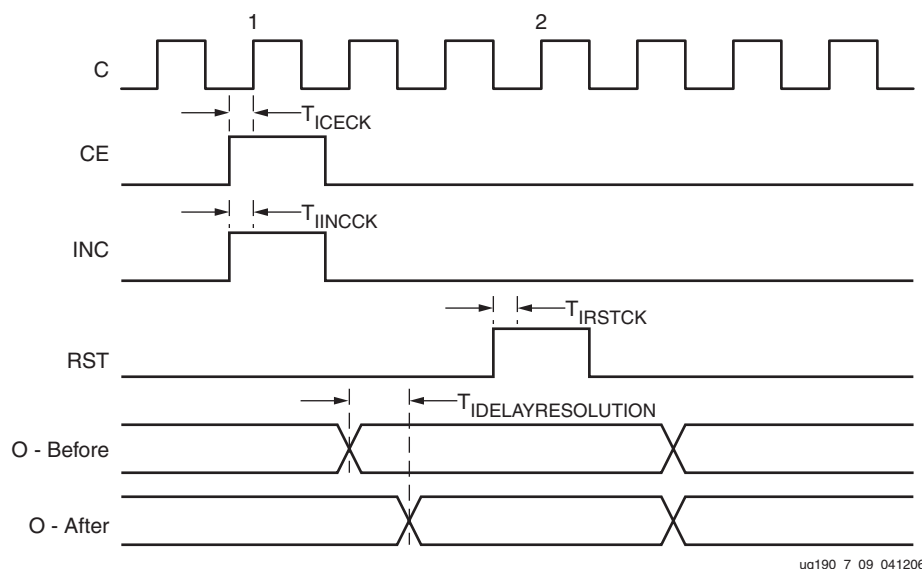 1 2
C
T_ICECK
CE
T_IINCCK
INC
T_IRSTCK
RST
T_IDELAYRESOLUTION
O - Before
O - After
ug190_7_09_041206